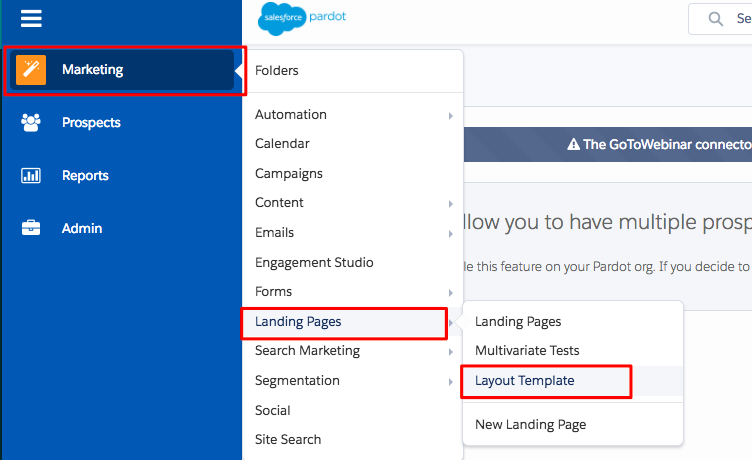 salesforce pardot
Se
Marketing
Prospects
Reports
Admin
Folders
Automation
Calendar
Campaigns
Content
Emails
Engagement Studio
Forms
Landing Pages
Search Marketing
Segmentation
Social
Site Search
Landing Pages
Multivariate Tests
Layout Template
New Landing Page
The GoToWebinar connecto
llow you to have multiple prosp
le this feature on your Pardot org. If you decide to